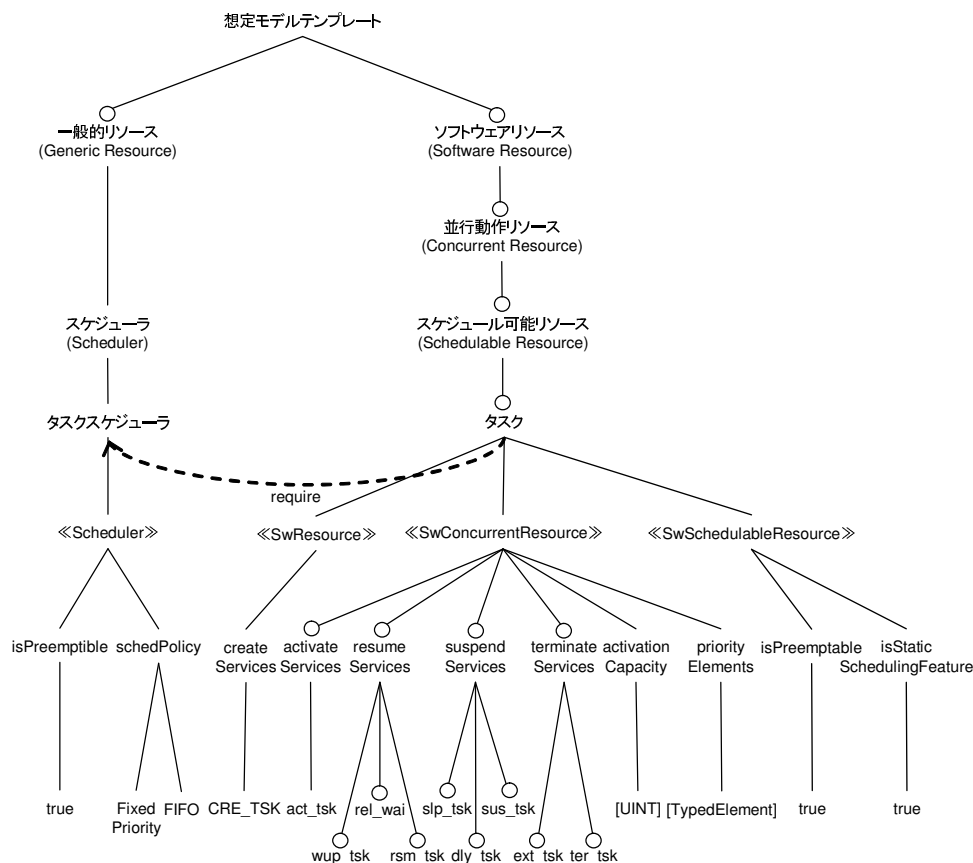 想定モデルテンプレート
一般的リソース
(Generic Resource)
ソフトウェアリソース
(Software Resource)
並行動作リソース
(Concurrent Resource)
スケジューラ
(Scheduler)
スケジュール可能リソース
(Schedulable Resource)
タスクスケジューラ
タスク
require
≪Scheduler≫
≪SwResource≫
≪SwConcurrentResource≫
≪SwSchedulableResource≫
isPreemptible
schedPolicy
create
Services
activate
Services
resume
Services
suspend
Services
terminate
Services
activation
Capacity
priority
Elements
isPreemptable
isStatic
SchedulingFeature
true
Fixed
Priority
FIFO
CRE_TSK
act_tsk
rel_wai
slp_tsk
sus_tsk
[UINT]
[TypedElement]
true
true
wup_tsk
rsm_tsk
dly_tsk
ext_tsk
ter_tsk